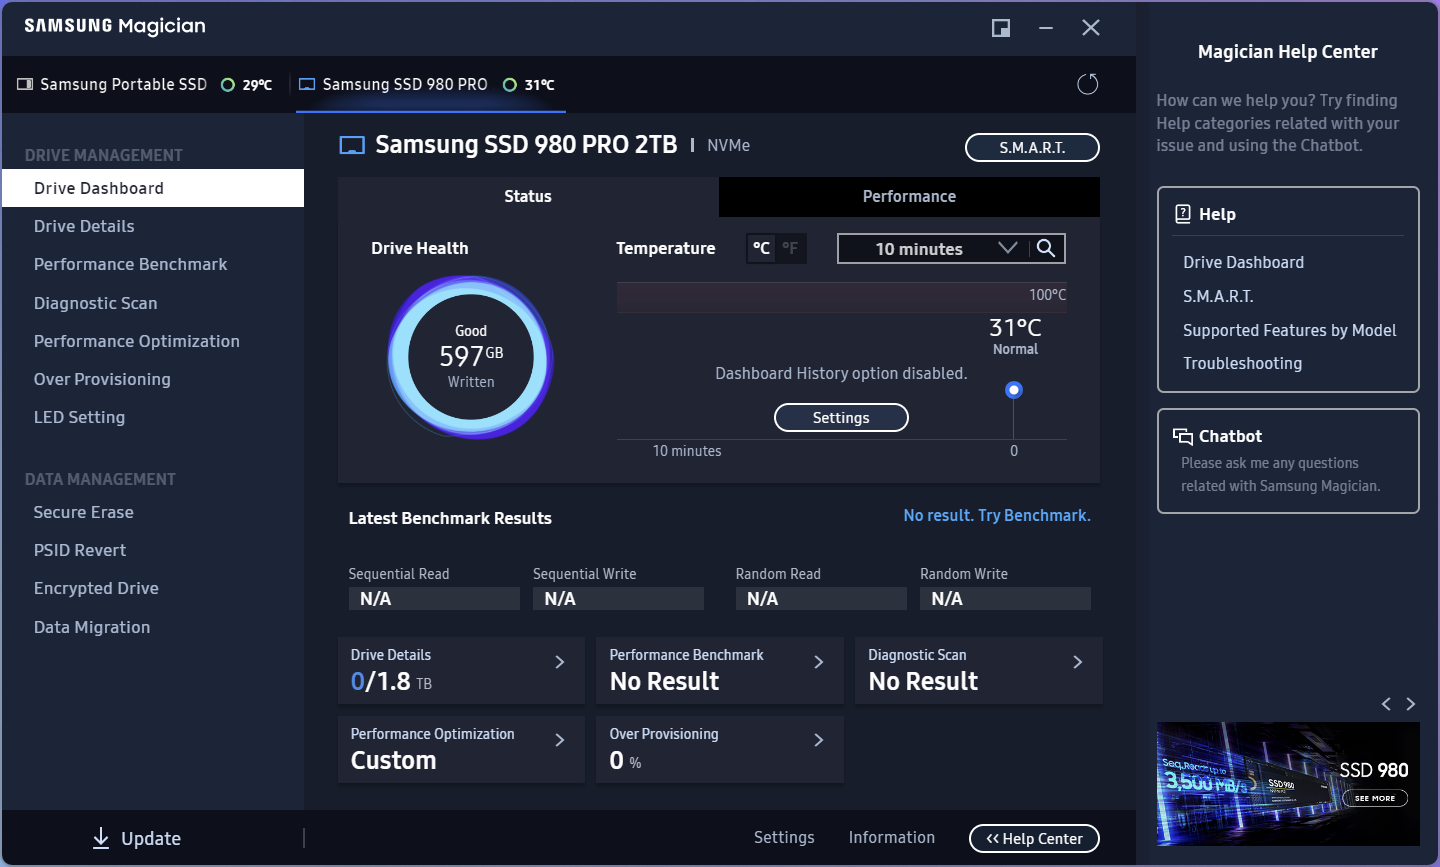 SAMSUNG Magician
Samsung Portable SSD 29°C
Samsung SSD 980 PRO 31°C
DRIVE MANAGEMENT
Drive Dashboard
Drive Details
Performance Benchmark
Diagnostic Scan
Performance Optimization
Over Provisioning
LED Setting
DATA MANAGEMENT
Secure Erase
PSID Revert
Encrypted Drive
Data Migration
Samsung SSD 980 PRO 2TB | NVMe
S.M.A.R.T.
Status
Performance
Drive Health
Good
597GB
Written
Temperature
°C °F
10 minutes
100°C
31°C
Normal
Dashboard History option disabled.
Settings
10 minutes
0
Latest Benchmark Results
No result. Try Benchmark.
Sequential Read
N/A
Sequential Write
N/A
Random Read
N/A
Random Write
N/A
Drive Details
0/1.8 TB
Performance Benchmark
No Result
Diagnostic Scan
No Result
Performance Optimization
Custom
Over Provisioning
0 %
Update
Settings
Information
Help Center
Magician Help Center
How can we help you? Try finding
Help categories related with your
issue and using the Chatbot.
Help
Drive Dashboard
S.M.A.R.T.
Supported Features by Model
Troubleshooting
Chatbot
Please ask me any questions
related with Samsung Magician.
Seq.Read up to
3,500 MB/s
SSD 980
SSD 980
SEE MORE